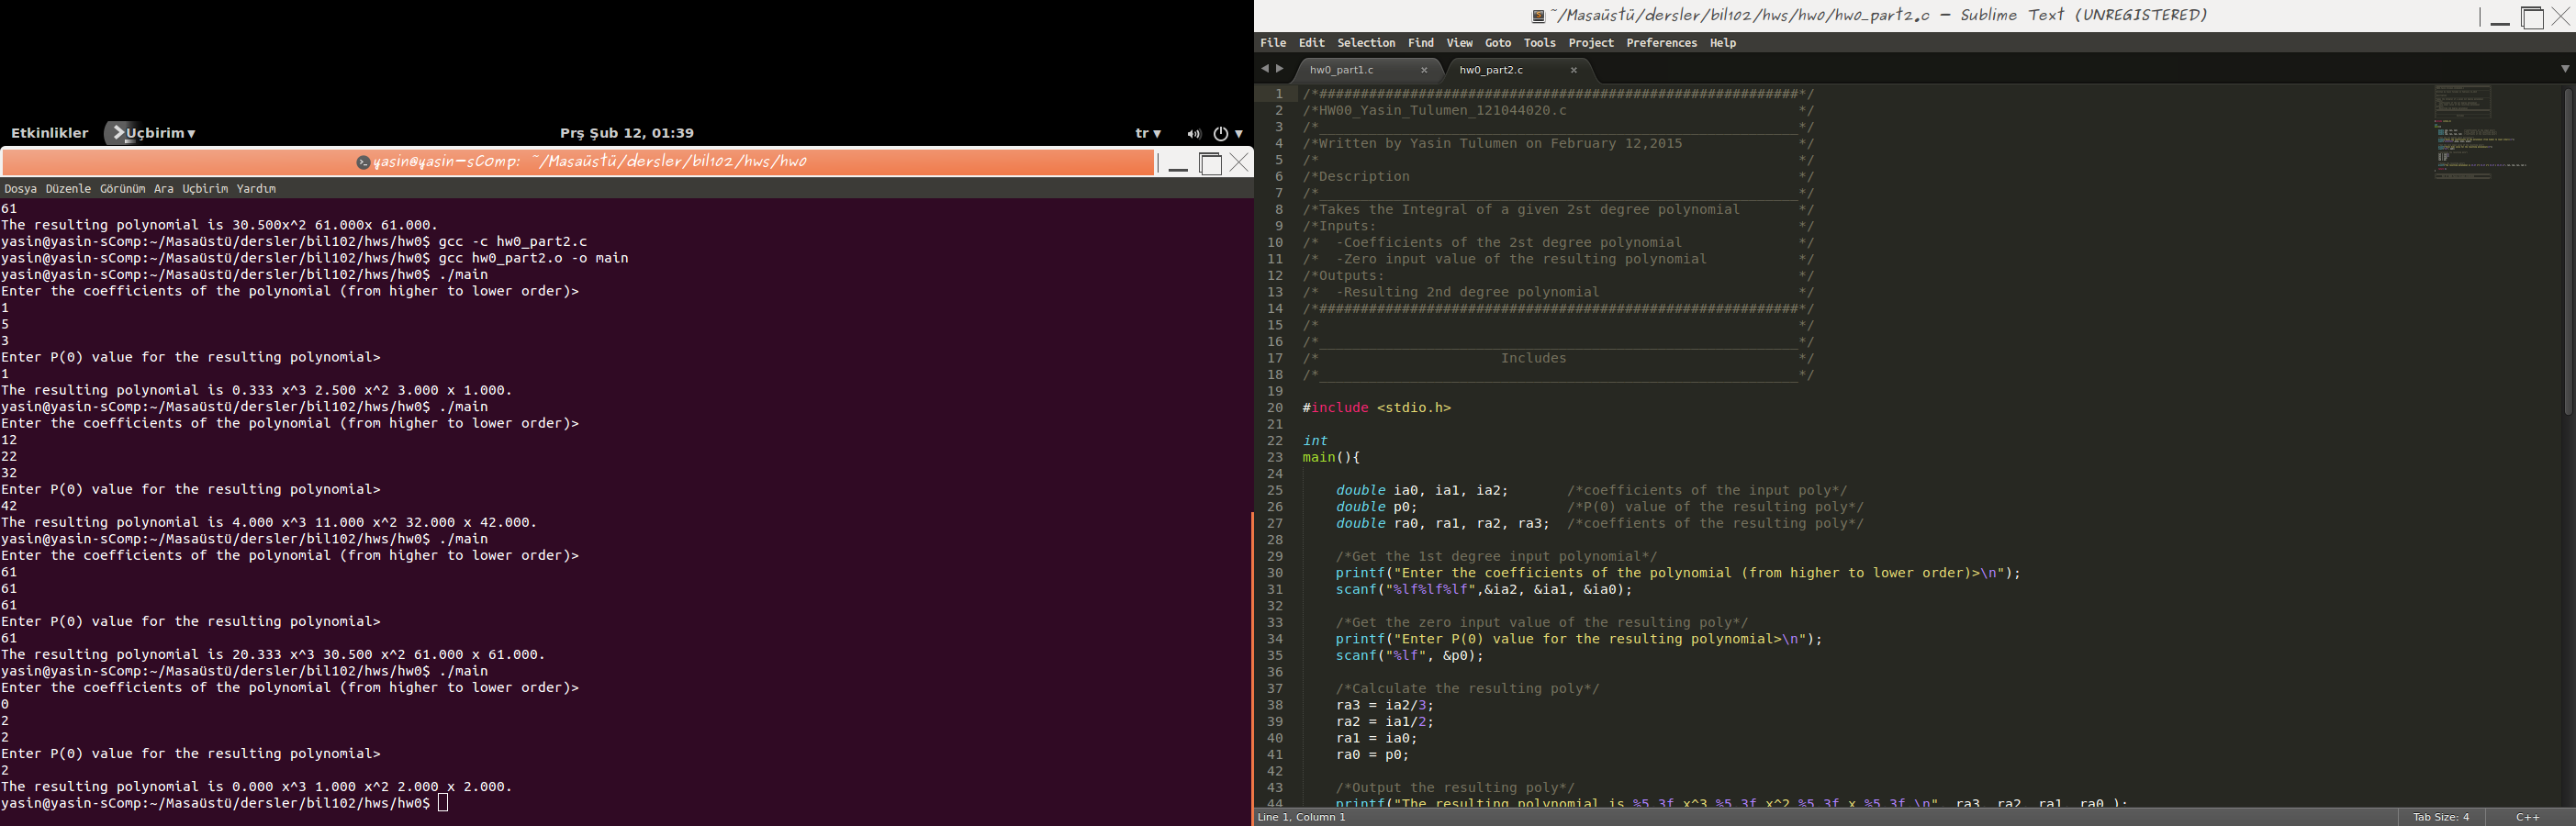 Etkinlikler Uçbirim ▾ Prş Şub 12, 01:39 tr ▾
yasin@yasin-sComp: ~/Masaüstü/dersler/bil102/hws/hw0
Dosya Düzenle Görünüm Ara Uçbirim Yardım
61
The resulting polynomial is 30.500x^2 61.000x 61.000.
yasin@yasin-sComp:~/Masaüstü/dersler/bil102/hws/hw0$ gcc -c hw0_part2.c
yasin@yasin-sComp:~/Masaüstü/dersler/bil102/hws/hw0$ gcc hw0_part2.o -o main
yasin@yasin-sComp:~/Masaüstü/dersler/bil102/hws/hw0$ ./main
Enter the coefficients of the polynomial (from higher to lower order)>
1
5
3
Enter P(0) value for the resulting polynomial>
1
The resulting polynomial is 0.333 x^3 2.500 x^2 3.000 x 1.000.
yasin@yasin-sComp:~/Masaüstü/dersler/bil102/hws/hw0$ ./main
Enter the coefficients of the polynomial (from higher to lower order)>
12
22
32
Enter P(0) value for the resulting polynomial>
42
The resulting polynomial is 4.000 x^3 11.000 x^2 32.000 x 42.000.
yasin@yasin-sComp:~/Masaüstü/dersler/bil102/hws/hw0$ ./main
Enter the coefficients of the polynomial (from higher to lower order)>
61
61
61
Enter P(0) value for the resulting polynomial>
61
The resulting polynomial is 20.333 x^3 30.500 x^2 61.000 x 61.000.
yasin@yasin-sComp:~/Masaüstü/dersler/bil102/hws/hw0$ ./main
Enter the coefficients of the polynomial (from higher to lower order)>
0
2
2
Enter P(0) value for the resulting polynomial>
2
The resulting polynomial is 0.000 x^3 1.000 x^2 2.000 x 2.000.
yasin@yasin-sComp:~/Masaüstü/dersler/bil102/hws/hw0$
~/Masaüstü/dersler/bil102/hws/hw0/hw0_part2.c - Sublime Text (UNREGISTERED)
File Edit Selection Find View Goto Tools Project Preferences Help
hw0_part1.c × hw0_part2.c ×
1 /*##########################################################*/
2 /*HW00_Yasin_Tulumen_121044020.c */
3 /*__________________________________________________________*/
4 /*Written by Yasin Tulumen on February 12,2015 */
5 /* */
6 /*Description */
7 /*__________________________________________________________*/
8 /*Takes the Integral of a given 2st degree polynomial */
9 /*Inputs: */
10 /* -Coefficients of the 2st degree polynomial */
11 /* -Zero input value of the resulting polynomial */
12 /*Outputs: */
13 /* -Resulting 2nd degree polynomial */
14 /*##########################################################*/
15 /* */
16 /*__________________________________________________________*/
17 /* Includes */
18 /*__________________________________________________________*/
19
20 #include <stdio.h>
21
22 int
23 main(){
24
25 double ia0, ia1, ia2; /*coefficients of the input poly*/
26 double p0; /*P(0) value of the resulting poly*/
27 double ra0, ra1, ra2, ra3; /*coeffients of the resulting poly*/
28
29 /*Get the 1st degree input polynomial*/
30 printf("Enter the coefficients of the polynomial (from higher to lower order)>\n");
31 scanf("%lf%lf%lf",&ia2, &ia1, &ia0);
32
33 /*Get the zero input value of the resulting poly*/
34 printf("Enter P(0) value for the resulting polynomial>\n");
35 scanf("%lf", &p0);
36
37 /*Calculate the resulting poly*/
38 ra3 = ia2/3;
39 ra2 = ia1/2;
40 ra1 = ia0;
41 ra0 = p0;
42
43 /*Output the resulting poly*/
44 printf("The resulting polynomial is %5.3f x^3 %5.3f x^2 %5.3f x %5.3f.\n", ra3, ra2, ra1, ra0 );
Line 1, Column 1 Tab Size: 4 C++